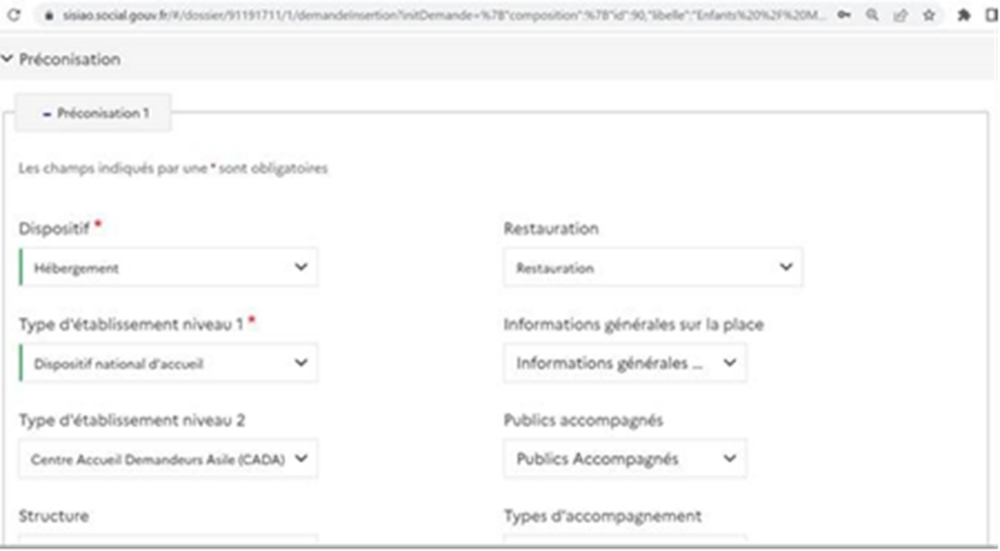 sisiao.social.gouv.fr/#/dossier/91191711/1/demandeInsertion?initDemande=%7B"composition":%7B"id":90,"libelle":"Enfants%20%2F%20M...
Préconisation
– Préconisation 1
Les champs indiqués par une * sont obligatoires
Dispositif *
Restauration
Hébergement
Restauration
Type d'établissement niveau 1 *
Informations générales sur la place
Dispositif national d'accueil
Informations générales ...
Type d'établissement niveau 2
Publics accompagnés
Centre Accueil Demandeurs Asile (CADA)
Publics Accompagnés
Structure
Types d'accompagnement